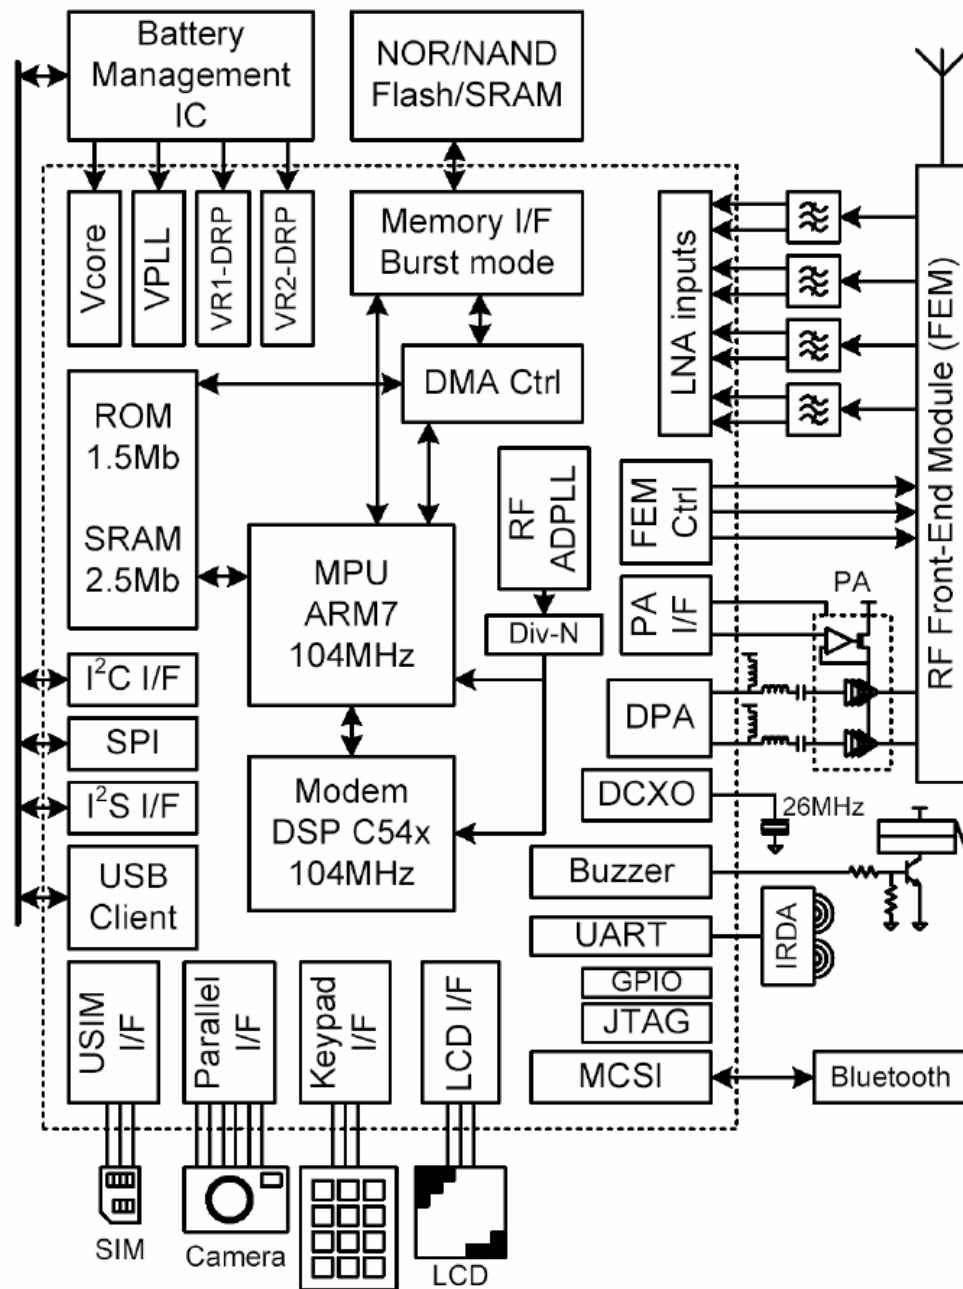 Battery
Management
IC
NOR/NAND
Flash/SRAM
Vcore
VPLL
VR1-DRP
VR2-DRP
Memory I/F
Burst mode
LNA inputs
RF Front-End Module (FEM)
DMA Ctrl
ROM
1.5Mb
SRAM
2.5Mb
RF
ADPLL
FEM
Ctrl
MPU
ARM7
104MHz
Div-N
PA
I/F
PA
I²C I/F
SPI
I²S I/F
DPA
Modem
DSP C54x
104MHz
DCXO
26MHz
USB
Client
Buzzer
UART
IRDA
GPIO
JTAG
MCSI
Bluetooth
USIM
I/F
Parallel
I/F
Keypad
I/F
LCD I/F
SIM
Camera
LCD